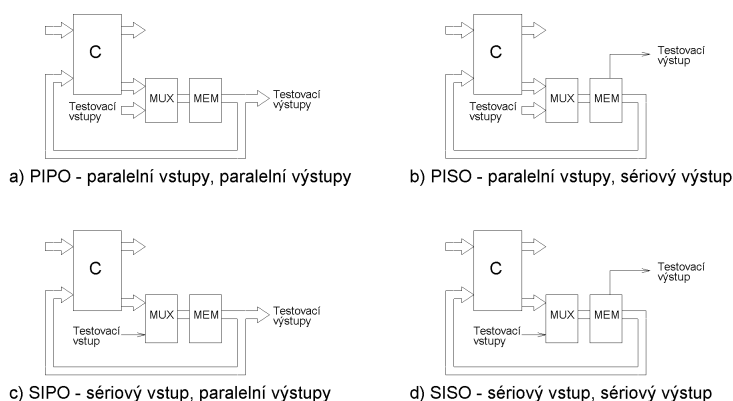 C
MUX
MEM
Testovací
vstupy
Testovací
výstupy
a) PIPO - paralelní vstupy, paralelní výstupy
C
MUX
MEM
Testovací
vstupy
Testovací
výstup
b) PISO - paralelní vstupy, sériový výstup
C
MUX
MEM
Testovací
vstup
Testovací
výstupy
c) SIPO - sériový vstup, paralelní výstupy
C
MUX
MEM
Testovací
vstupy
Testovací
výstup
d) SISO - sériový vstup, sériový výstup